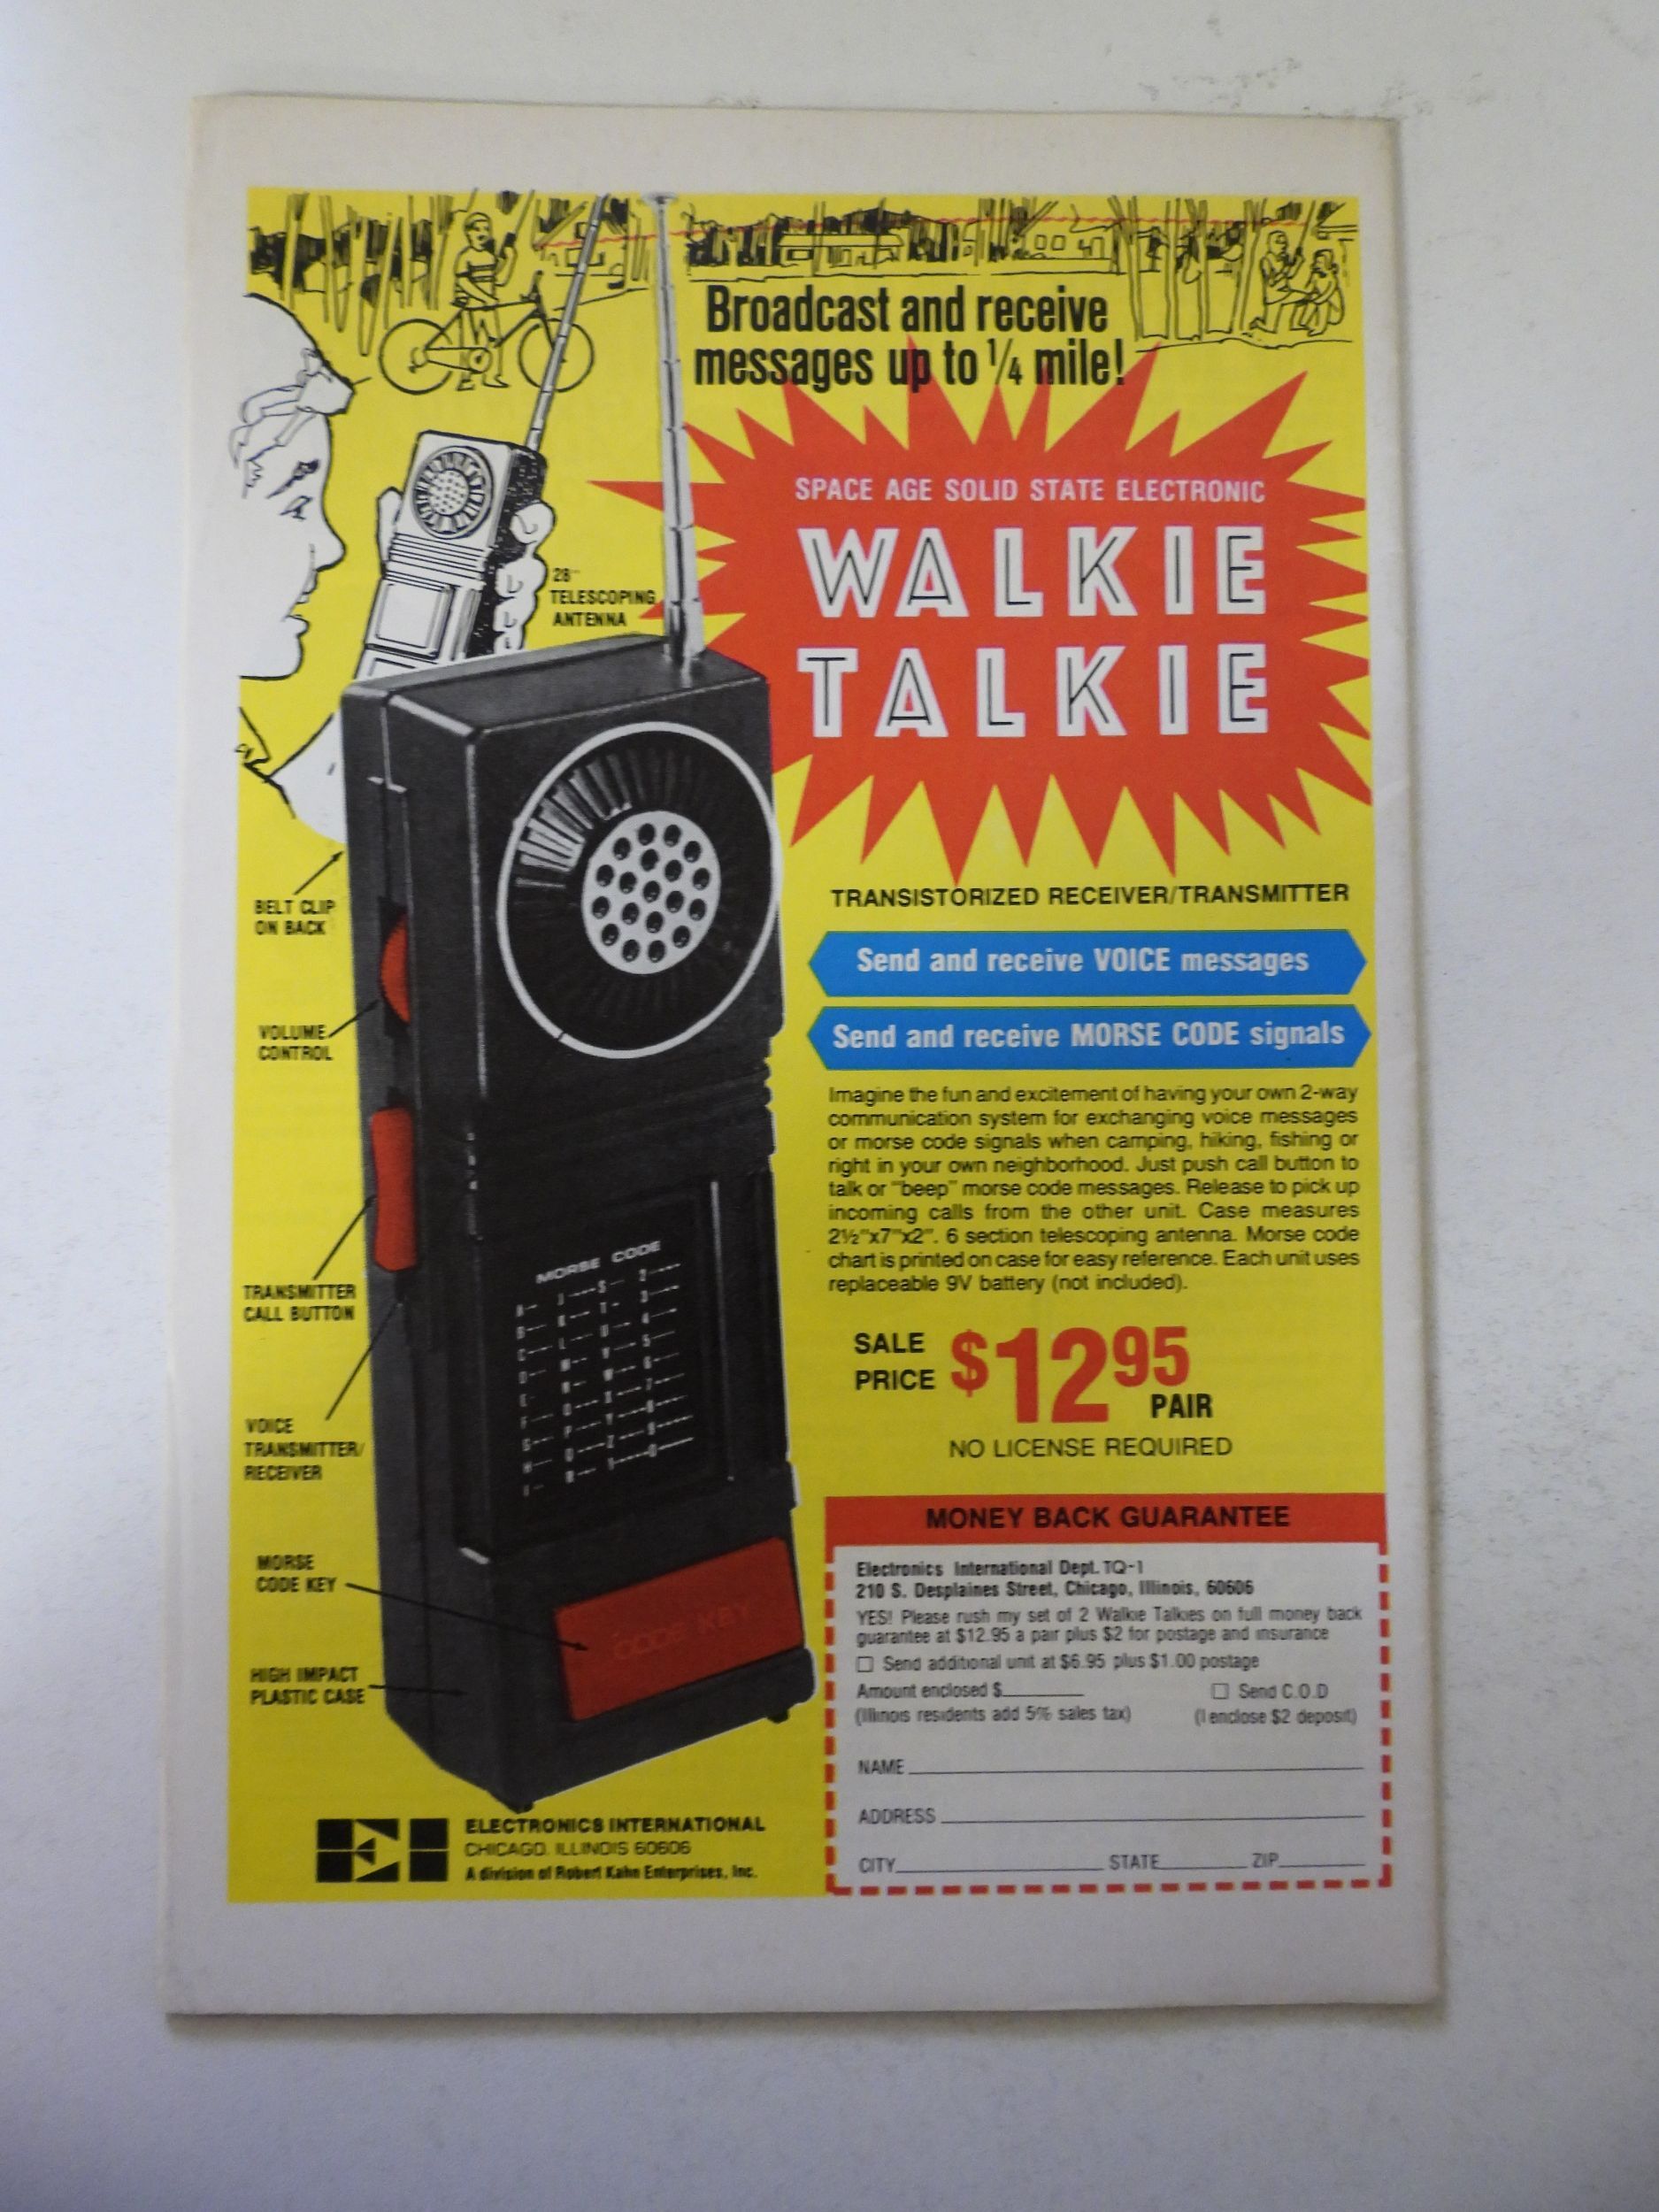 Broadcast and receive
messages up to 1/4 mile!
SPACE AGE SOLID STATE ELECTRONIC
WALKIE
TALKIE
28"
TELESCOPING
ANTENNA
BELT CLIP
ON BACK
VOLUME
CONTROL
TRANSMITTER
CALL BUTTON
VOICE
TRANSMITTER/
RECEIVER
MORSE
CODE KEY
HIGH IMPACT
PLASTIC CASE
MORSE CODE
CODE KEY
TRANSISTORIZED RECEIVER/TRANSMITTER
Send and receive VOICE messages
Send and receive MORSE CODE signals
Imagine the fun and excitement of having your own 2-way
communication system for exchanging voice messages
or morse code signals when camping, hiking, fishing or
right in your own neighborhood. Just push call button to
talk or "beep" morse code messages. Release to pick up
incoming calls from the other unit. Case measures
2½"x7"x2". 6 section telescoping antenna. Morse code
chart is printed on case for easy reference. Each unit uses
replaceable 9V battery (not included).
SALE
PRICE $12.95
PAIR
NO LICENSE REQUIRED
MONEY BACK GUARANTEE
Electronics International Dept. TQ-1
210 S. Desplaines Street, Chicago, Illinois, 60606
YES! Please rush my set of 2 Walkie Talkies on full money back
guarantee at $12.95 a pair plus $2 for postage and insurance
☐ Send additional unit at $6.95 plus $1.00 postage
Amount enclosed $________ ☐ Send C.O.D
(Illinois residents add 5% sales tax) (I enclose $2 deposit)
NAME
ADDRESS
CITY STATE ZIP
ELECTRONICS INTERNATIONAL
CHICAGO, ILLINOIS 60606
A division of Robert Kahn Enterprises, Inc.